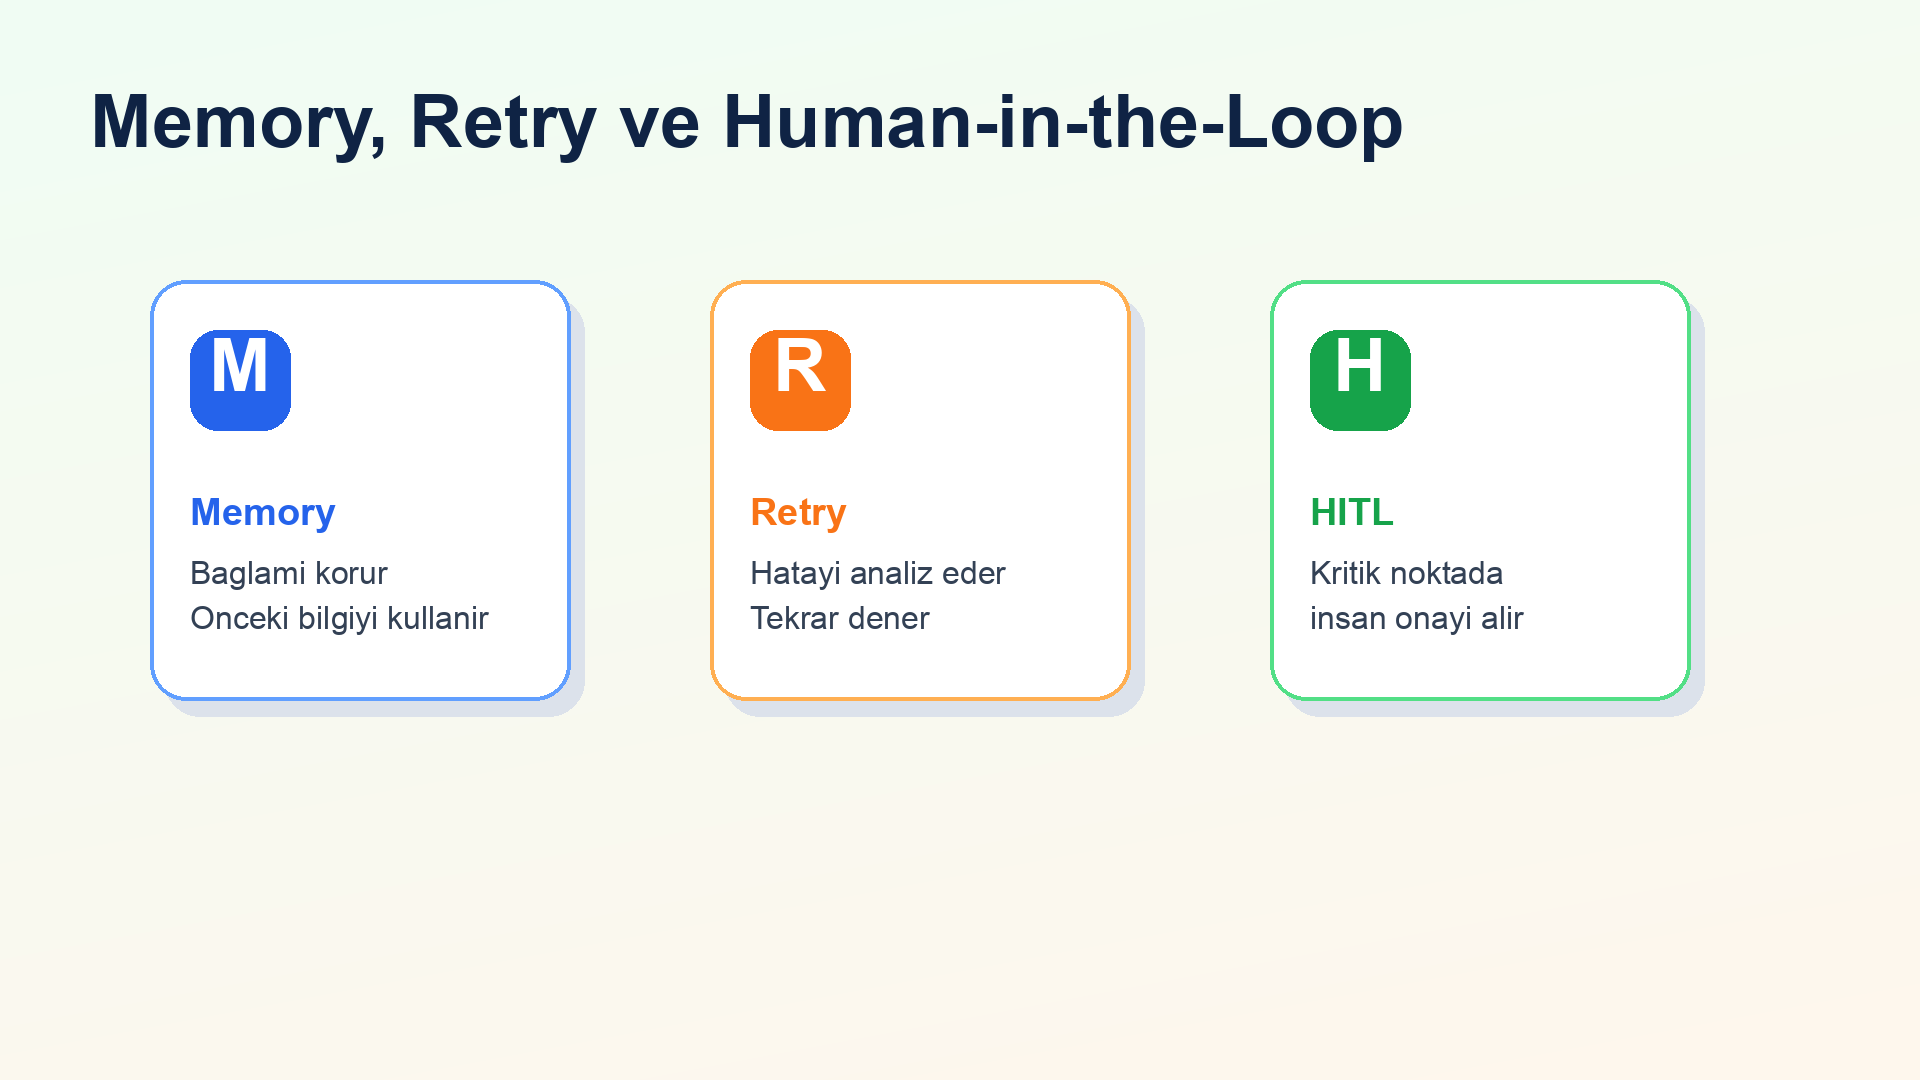 Memory, Retry ve Human-in-the-Loop
M
Memory
Baglami korur
Onceki bilgiyi kullanir
R
Retry
Hatayi analiz eder
Tekrar dener
H
HITL
Kritik noktada
insan onayi alir